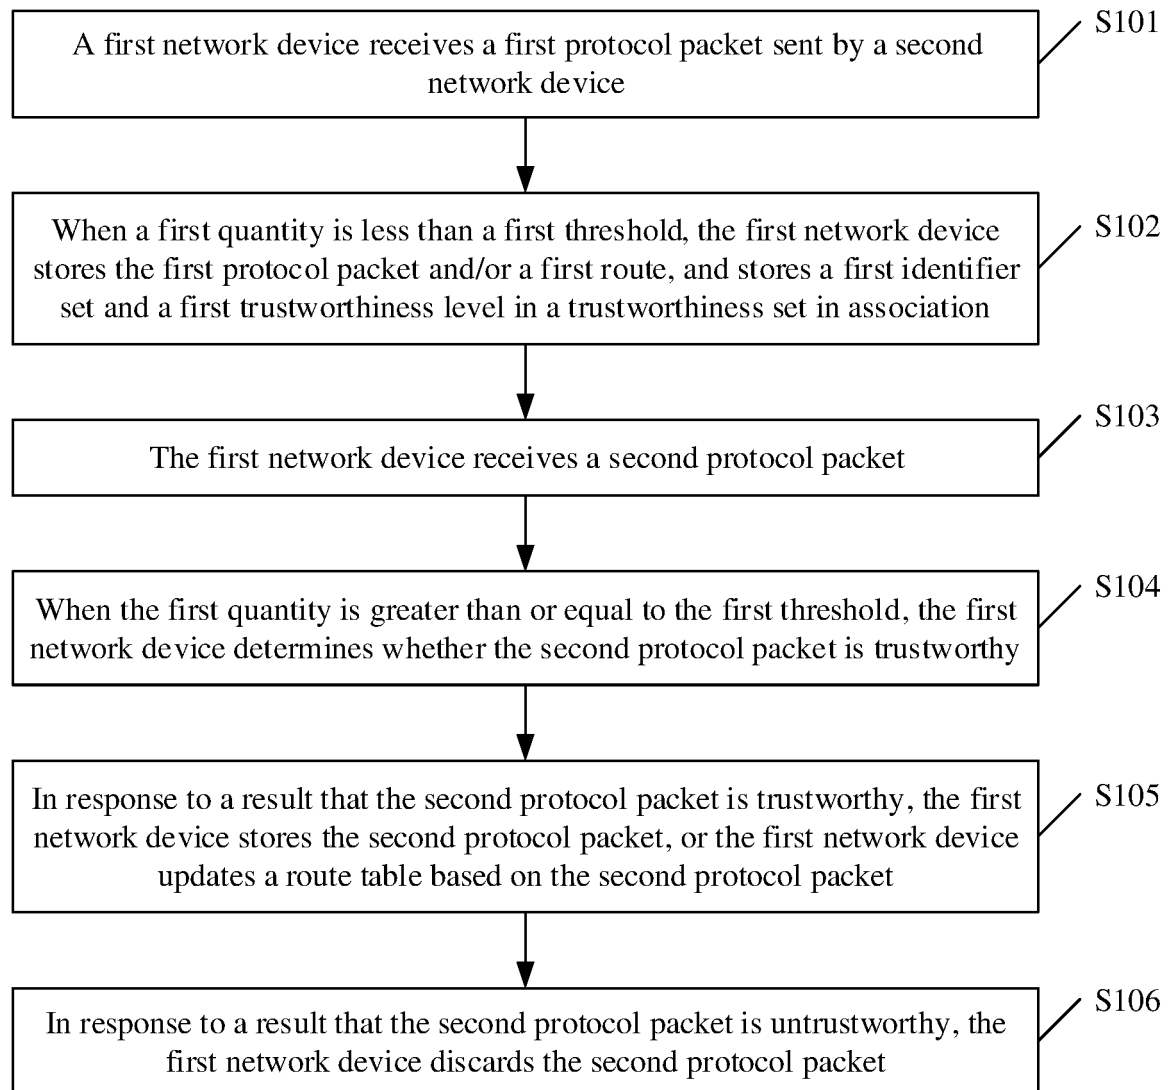 S101
A first network device receives a first protocol packet sent by a second
network device
S102
When a first quantity is less than a first threshold, the first network device
stores the first protocol packet and/or a first route, and stores a first identifier
set and a first trustworthiness level in a trustworthiness set in association
S103
The first network device receives a second protocol packet
S104
When the first quantity is greater than or equal to the first threshold, the first
network device determines whether the second protocol packet is trustworthy
S105
In response to a result that the second protocol packet is trustworthy, the first
network device stores the second protocol packet, or the first network device
updates a route table based on the second protocol packet
S106
In response to a result that the second protocol packet is untrustworthy, the
first network device discards the second protocol packet